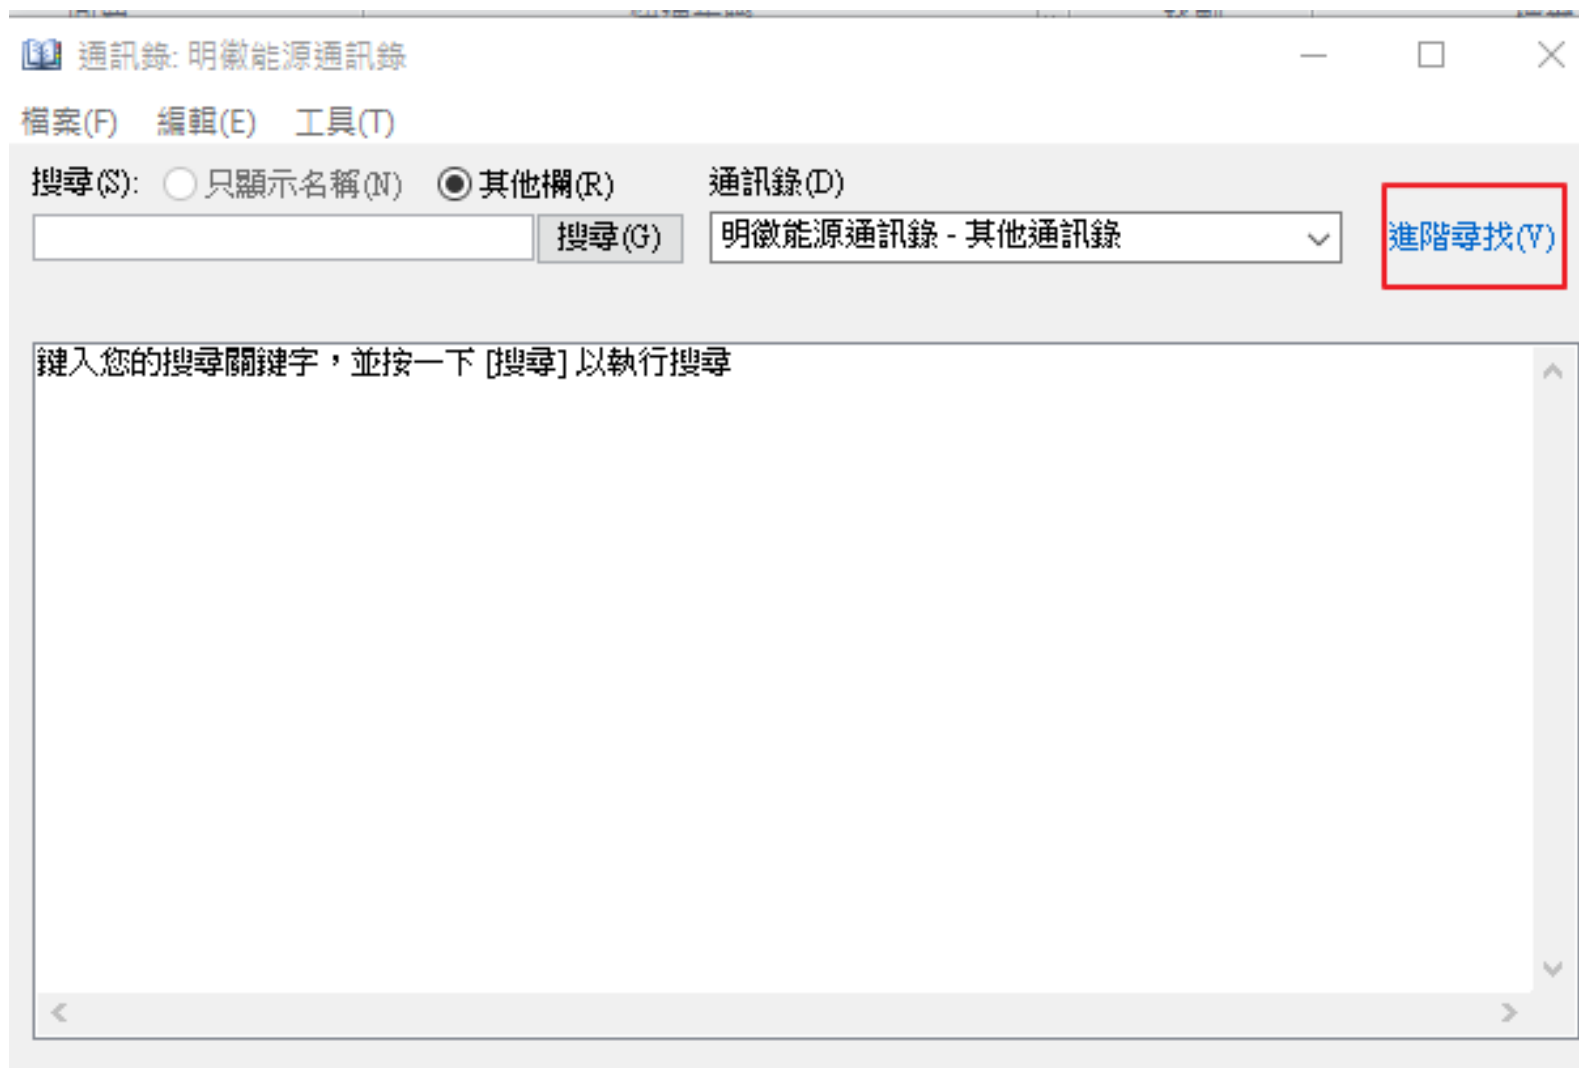 通訊錄: 明徽能源通訊錄
檔案(F) 編輯(E) 工具(T)
搜尋(S): 只顯示名稱(N) 其他欄(R) 通訊錄(D)
搜尋(G) 明徽能源通訊錄 - 其他通訊錄 進階尋找(V)
鍵入您的搜尋關鍵字，並按一下 [搜尋] 以執行搜尋